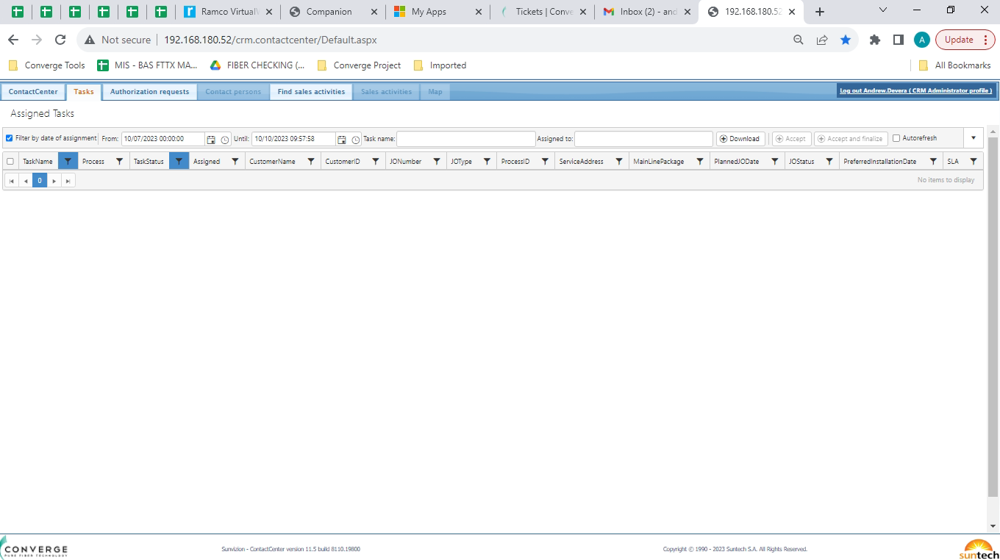 Ramco VirtualW
Companion
My Apps
Tickets | Conve
Inbox (2) - and
192.168.180.52
Not secure
192.168.180.52/crm.contactcenter/Default.aspx
A
Update
Converge Tools
MIS - BAS FTTX MA...
FIBER CHECKING (...
Converge Project
Imported
All Bookmarks
ContactCenter
Tasks
Authorization requests
Contact persons
Find sales activities
Sales activities
Map
Log out Andrew.Devera ( CRM Administrator profile )
Assigned Tasks
Filter by date of assignment
From:
10/07/2023 00:00:00
Until:
10/10/2023 09:57:58
Task name:
Assigned to:
Download
Accept
Accept and finalize
Autorefresh
TaskName
Process
TaskStatus
Assigned
CustomerName
CustomerID
JONumber
JOType
ProcessID
ServiceAddress
MainLinePackage
PlannedJODate
JOStatus
PreferredInstallationDate
SLA
0
No items to display
CONVERGE
PURE FIBER TECHNOLOGY
Sunvizion - ContactCenter version 11.5 build 8110.19800
Copyright © 1990 - 2023 Suntech S.A. All Rights Reserved.
suntech